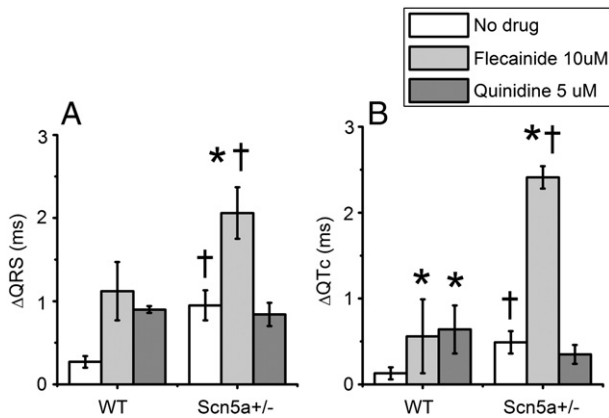 No drug
Flecainide 10uM
Quinidine 5 uM
A
3
2
1
0
ΔQRS (ms)
* †
†
WT
Scn5a+/-
B
3
2
1
0
ΔQTc (ms)
*†
* * †
WT
Scn5a+/-